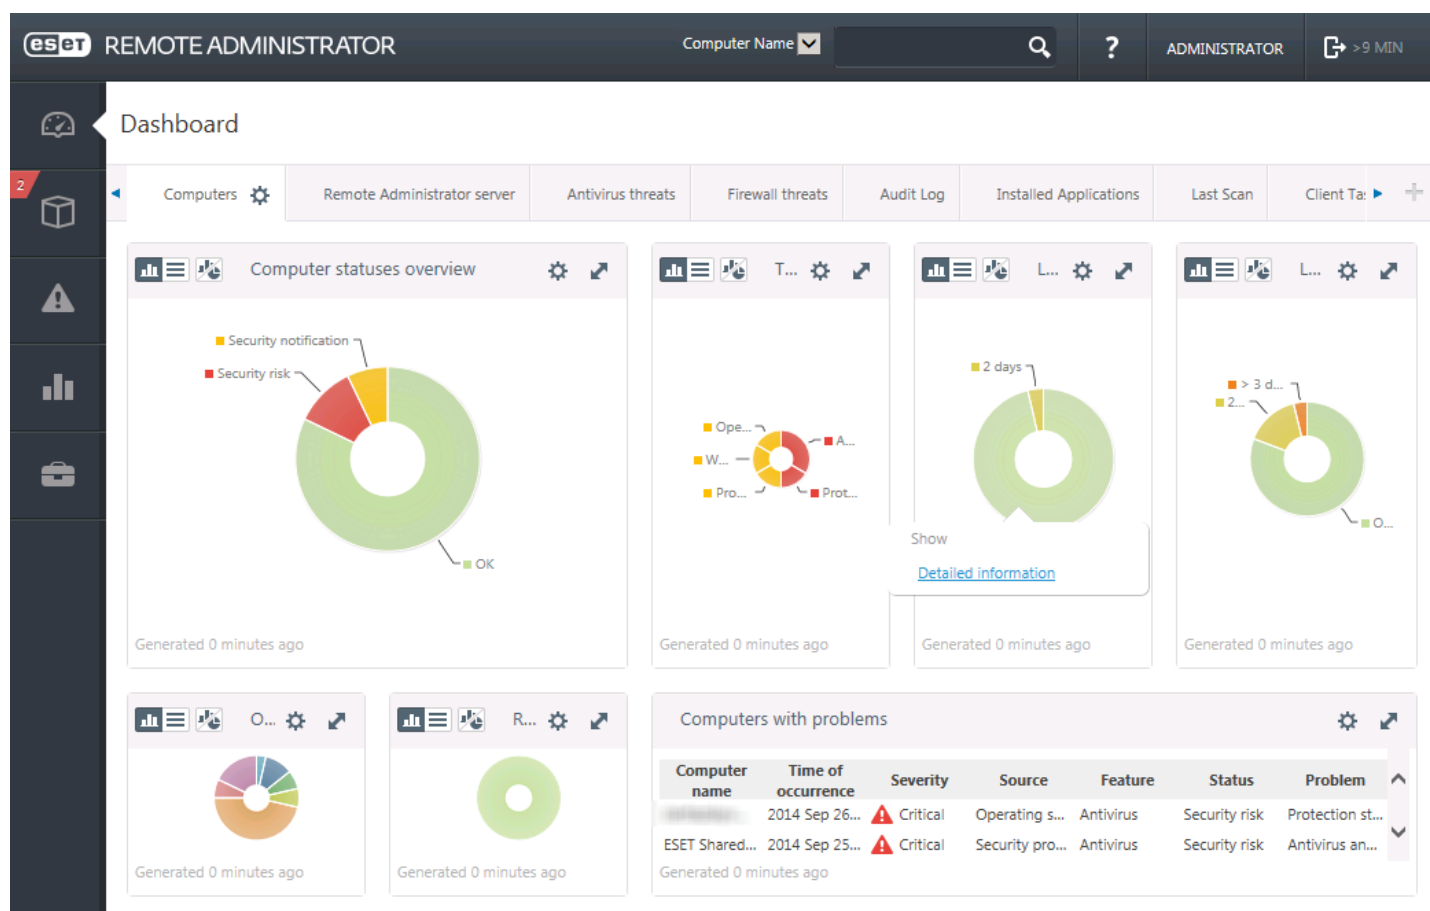 eseт REMOTE ADMINISTRATOR
Computer Name
?
ADMINISTRATOR
>9 MIN
Dashboard
2
Computers
Remote Administrator server
Antivirus threats
Firewall threats
Audit Log
Installed Applications
Last Scan
Client Ta
Computer statuses overview
T...
L...
L...
Security notification
Security risk
OK
Ope...
W...
Pro...
A...
Prot...
2 days
Show
Detailed information
> 3 d...
2...
O...
Generated 0 minutes ago
Generated 0 minutes ago
Generated 0 minutes ago
Generated 0 minutes ago
O...
R...
Computers with problems
Computer name Time of occurrence Severity Source Feature Status Problem
2014 Sep 26... Critical Operating s... Antivirus Security risk Protection st...
ESET Shared... 2014 Sep 25... Critical Security pro... Antivirus Security risk Antivirus an...
Generated 0 minutes ago
Generated 0 minutes ago
Generated 0 minutes ago